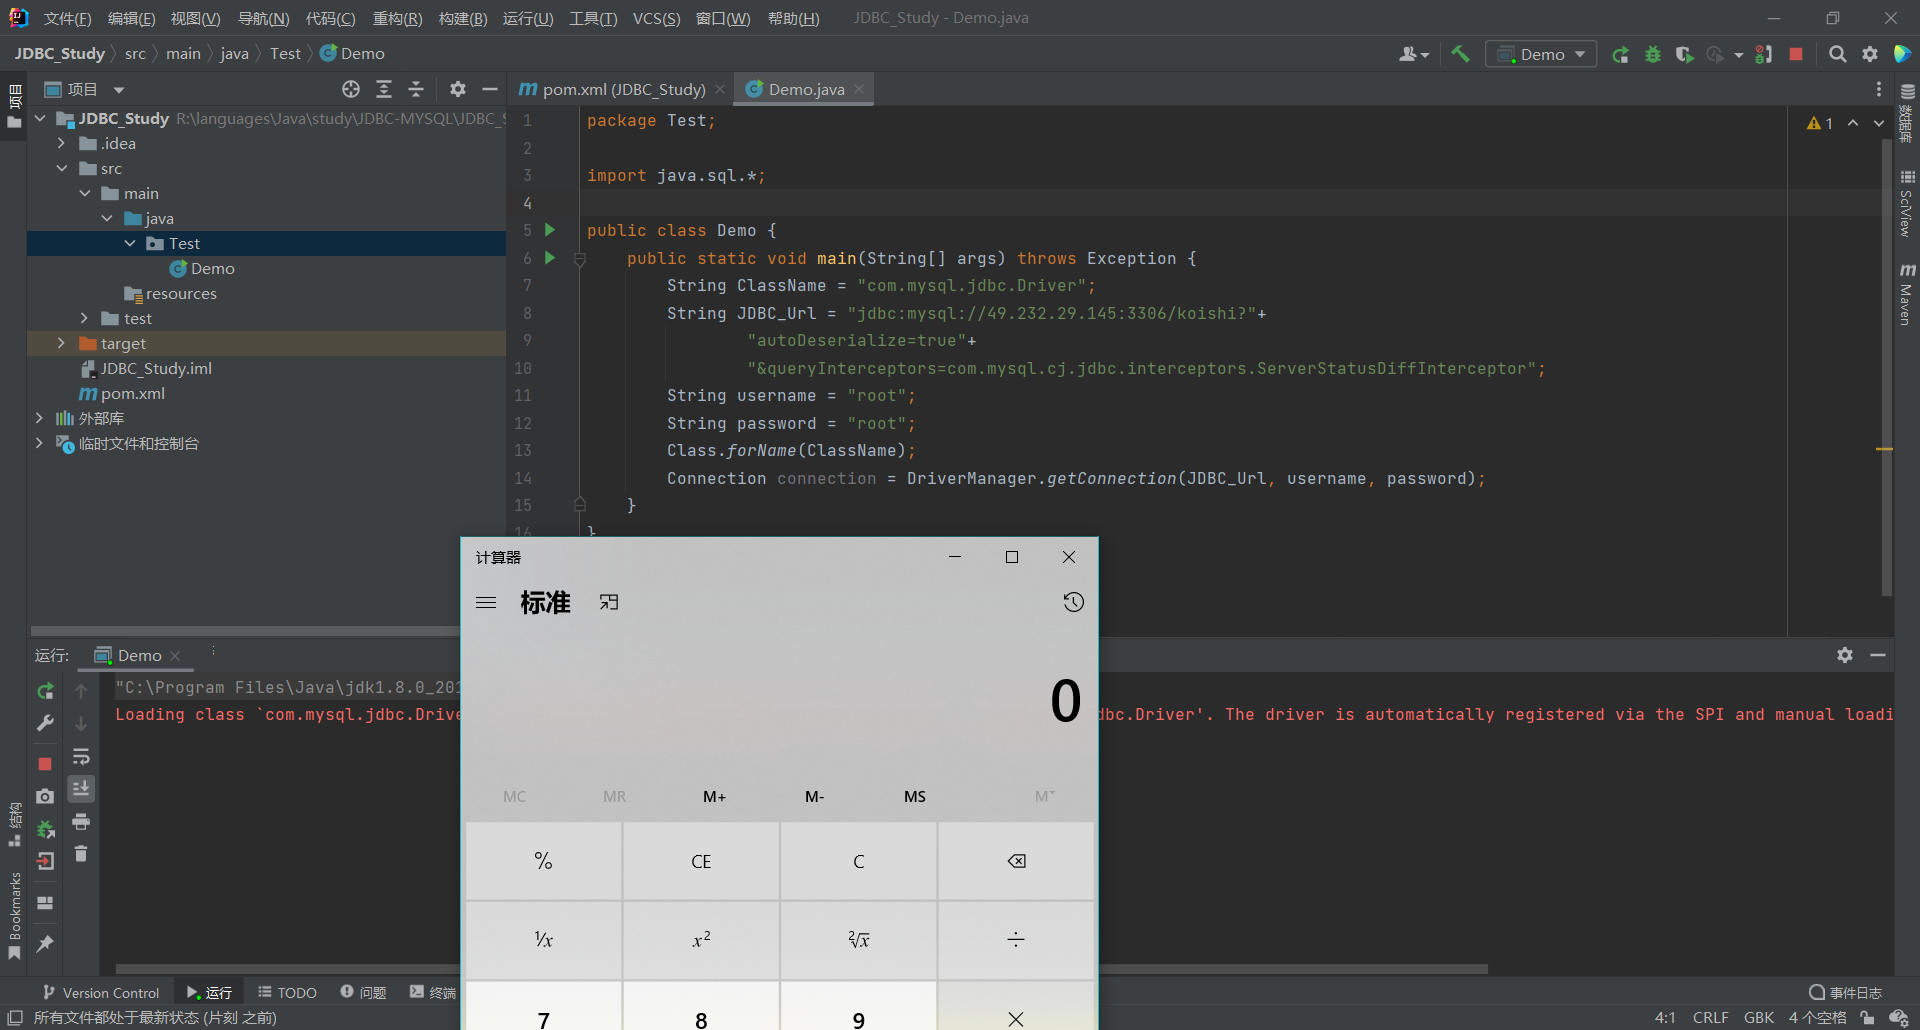 文件(F) 编辑(E) 视图(V) 导航(N) 代码(C) 重构(R) 构建(B) 运行(U) 工具(T) VCS(S) 窗口(W) 帮助(H) JDBC_Study - Demo.java
JDBC_Study src main java Test Demo
Demo
项目
项目
pom.xml (JDBC_Study)
Demo.java
JDBC_Study R:\languages\Java\study\JDBC-MYSQL\JDBC_S
.idea
src
main
java
Test
Demo
resources
test
target
JDBC_Study.iml
pom.xml
外部库
临时文件和控制台
1 package Test;
2
3 import java.sql.*;
4
5 public class Demo {
6 public static void main(String[] args) throws Exception {
7 String ClassName = "com.mysql.jdbc.Driver";
8 String JDBC_Url = "jdbc:mysql://49.232.29.145:3306/koishi?"+
9 "autoDeserialize=true"+
10 "&queryInterceptors=com.mysql.cj.jdbc.interceptors.ServerStatusDiffInterceptor";
11 String username = "root";
12 String password = "root";
13 Class.forName(ClassName);
14 Connection connection = DriverManager.getConnection(JDBC_Url, username, password);
15 }
16 }
1
数据库
SciView
Maven
计算器
标准
0
MC MR M+ M- MS M
% CE C
⅟x x² ²√x ÷
7 8 9 ×
运行: Demo
"C:\Program Files\Java\jdk1.8.0_201
Loading class `com.mysql.jdbc.Drive
dbc.Driver'. The driver is automatically registered via the SPI and manual loadi
结构
Bookmarks
Version Control 运行 TODO 问题 终端
事件日志
所有文件都处于最新状态 (片刻 之前)
4:1 CRLF GBK 4 个空格